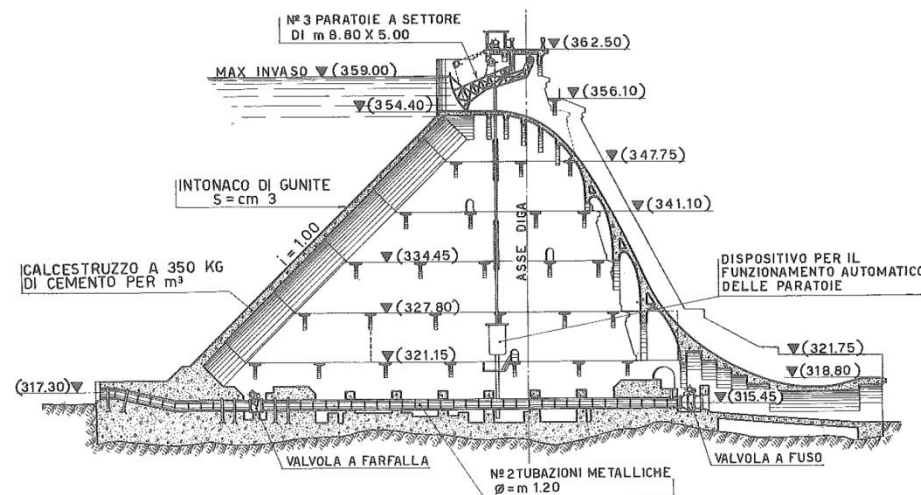 Nº 3 PARATOIE A SETTORE
DI m 8.80 X 5.00
(362.50)
MAX INVASO (359.00)
(356.10)
(354.40)
(347.75)
INTONACO DI GUNITE
S = cm 3
(341.10)
i = 1.00
ASSE DIGA
(334.45)
CALCESTRUZZO A 350 KG
DI CEMENTO PER m³
DISPOSITIVO PER IL
FUNZIONAMENTO AUTOMATICO
DELLE PARATOIE
(327.80)
(321.15)
(321.75)
(318.80)
(317.30)
(315.45)
VALVOLA A FARFALLA
VALVOLA A FUSO
Nº 2 TUBAZIONI METALLICHE
Ø = m 1.20